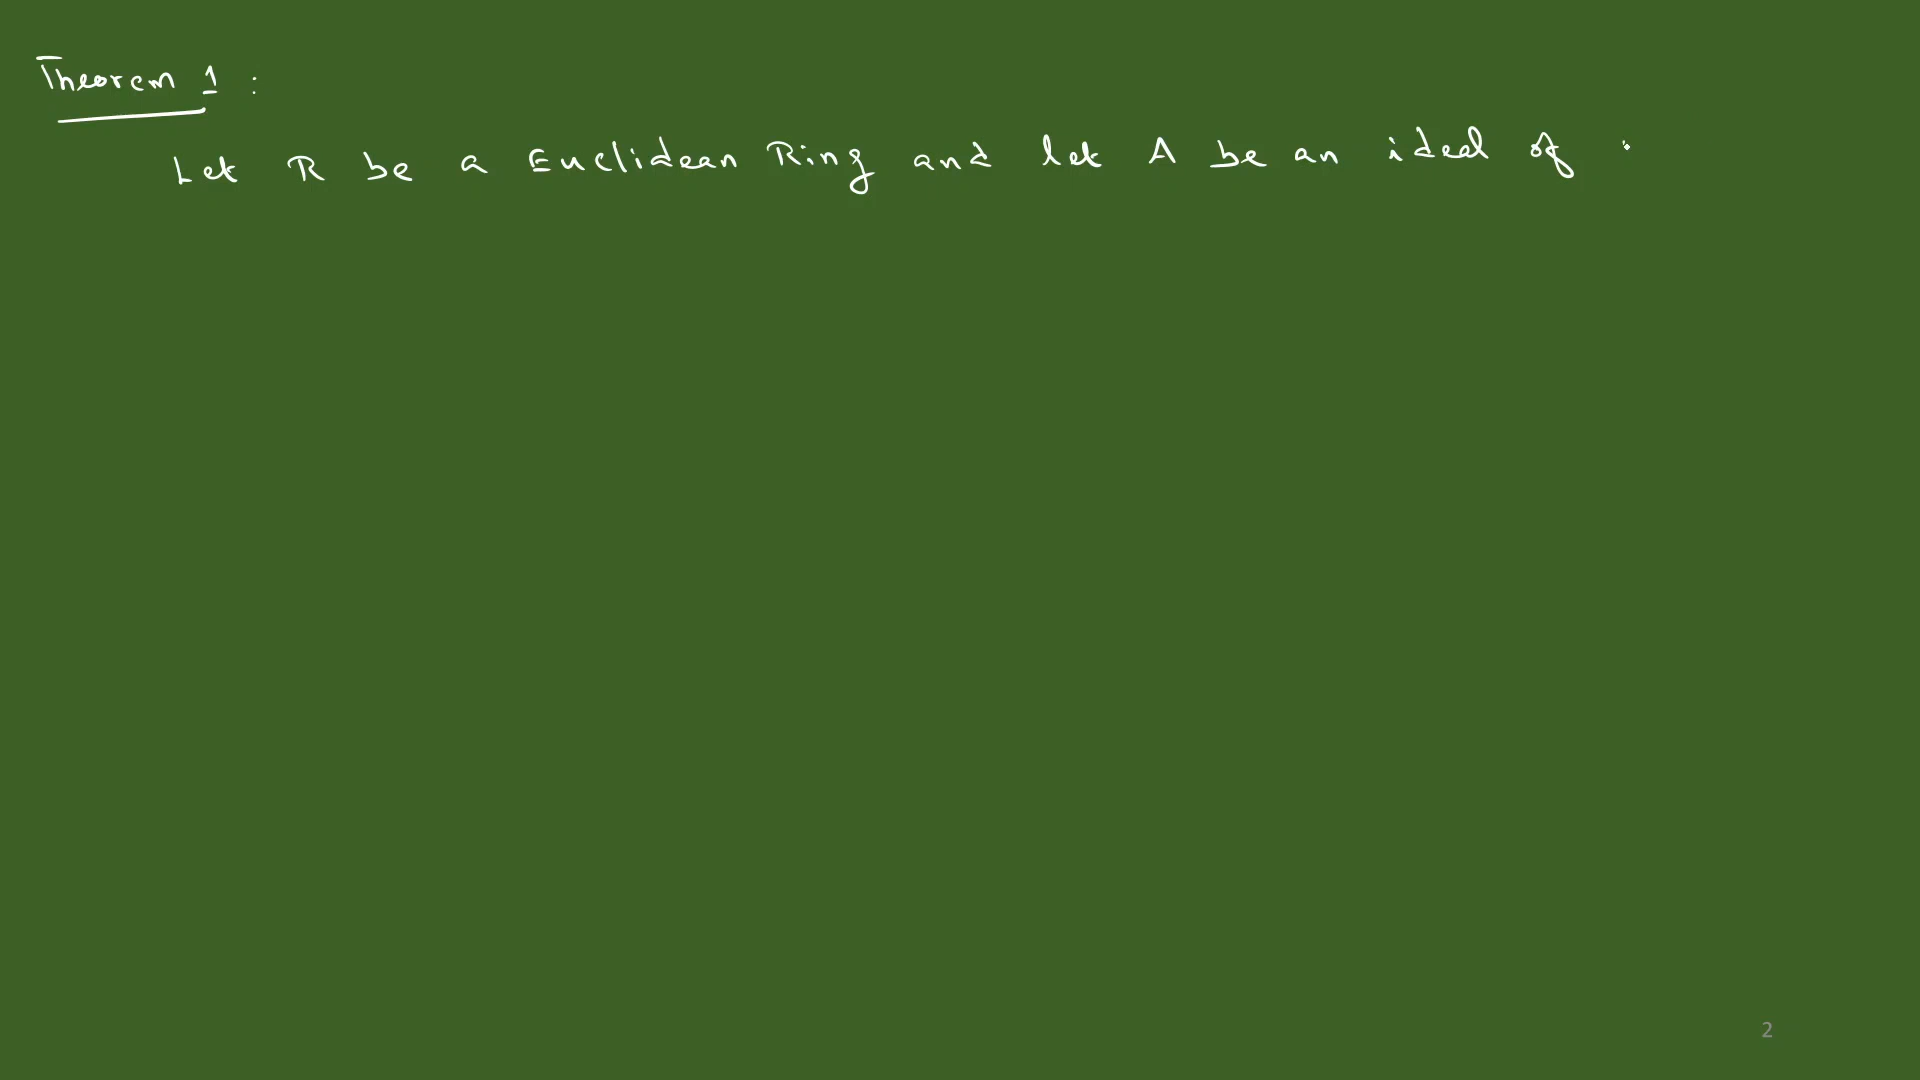 Theorem 1 :
Let R be a Euclidean Ring and let A be an ideal of
2